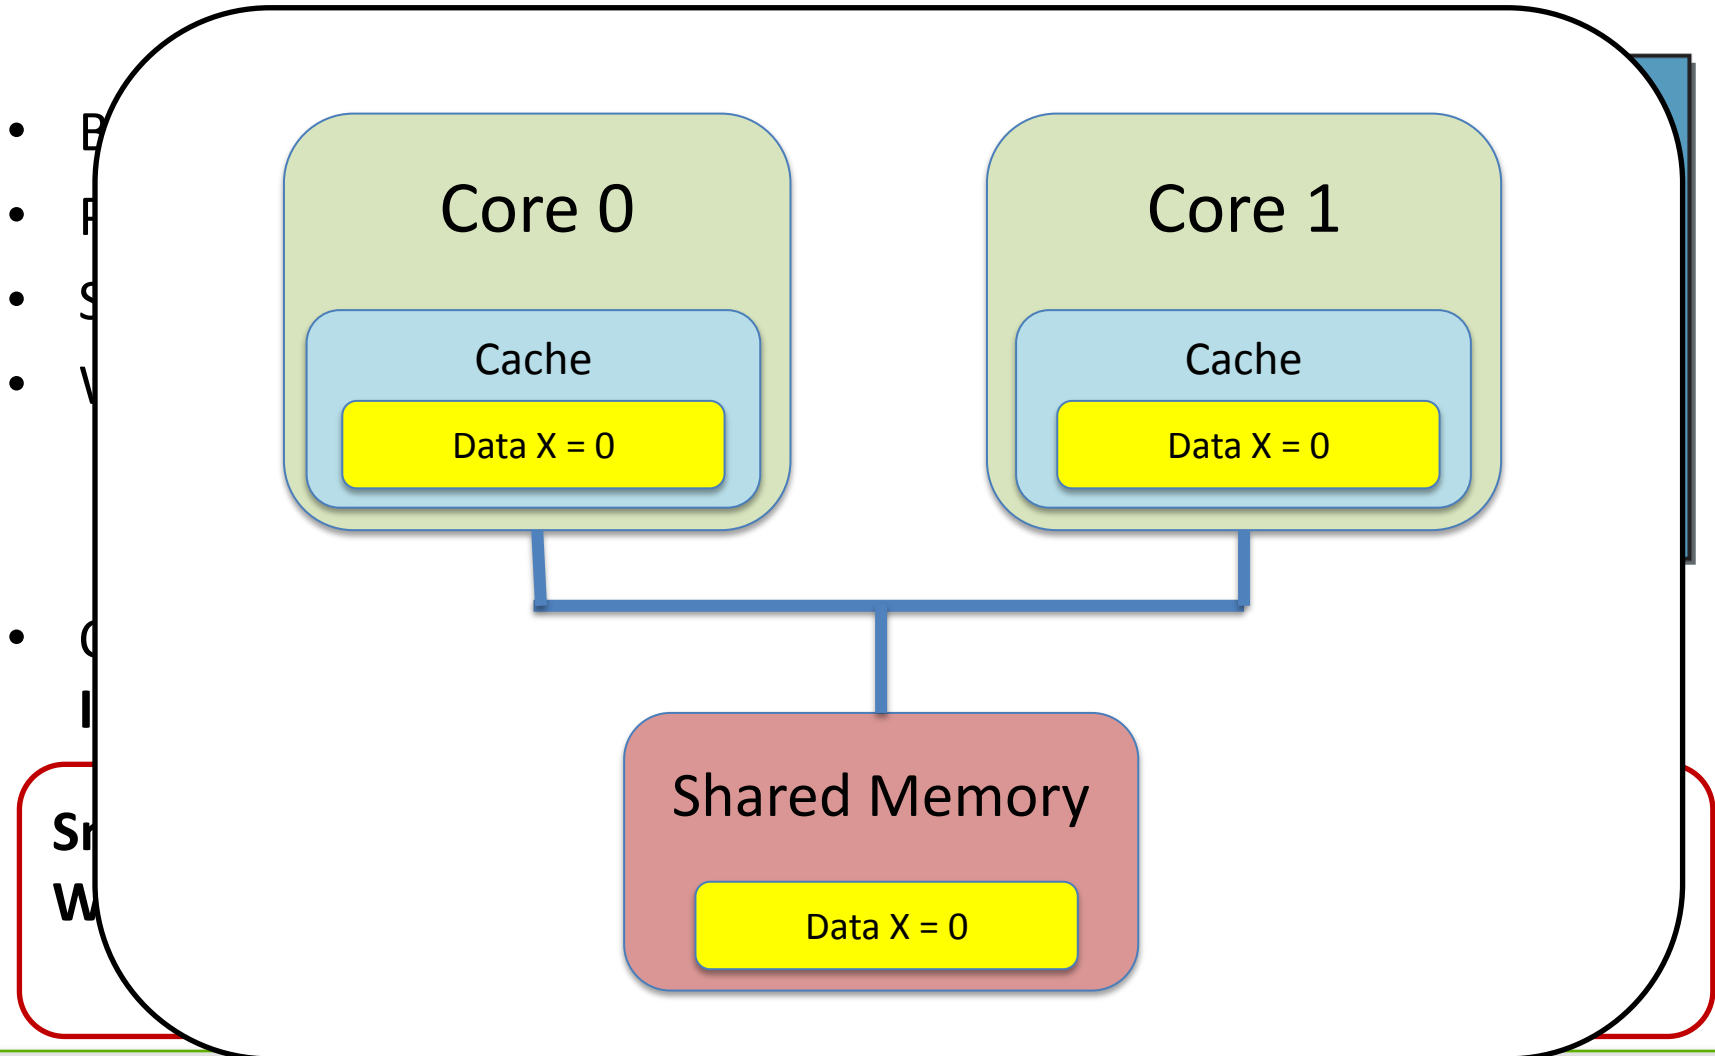 Core 0
Core 1
Cache
Cache
Data X = 0
Data X = 0
Shared Memory
Data X = 0